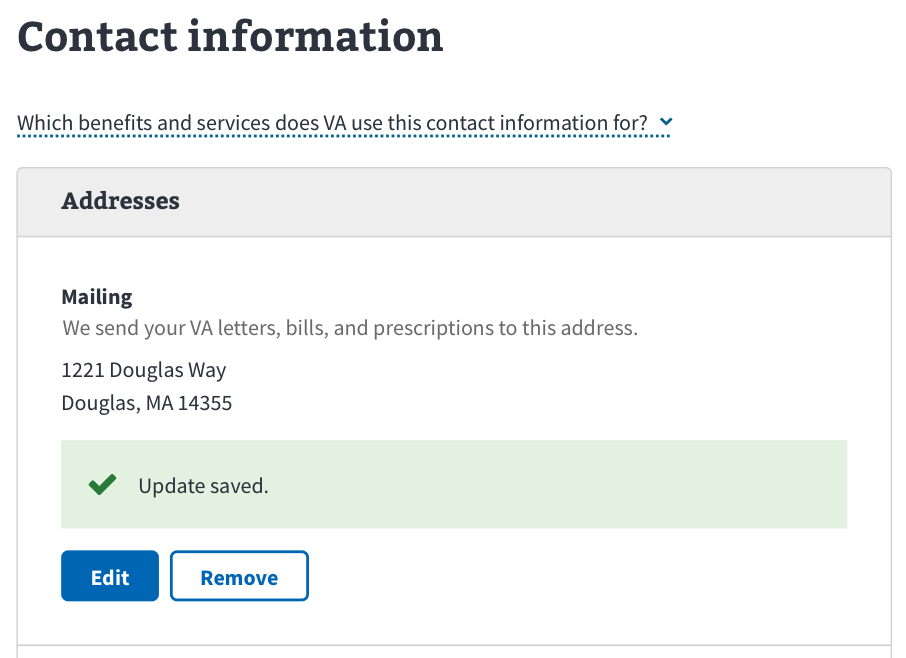 Contact information
Which benefits and services does VA use this contact information for?
Addresses
Mailing
We send your VA letters, bills, and prescriptions to this address.
1221 Douglas Way
Douglas, MA 14355
Update saved.
Edit
Remove